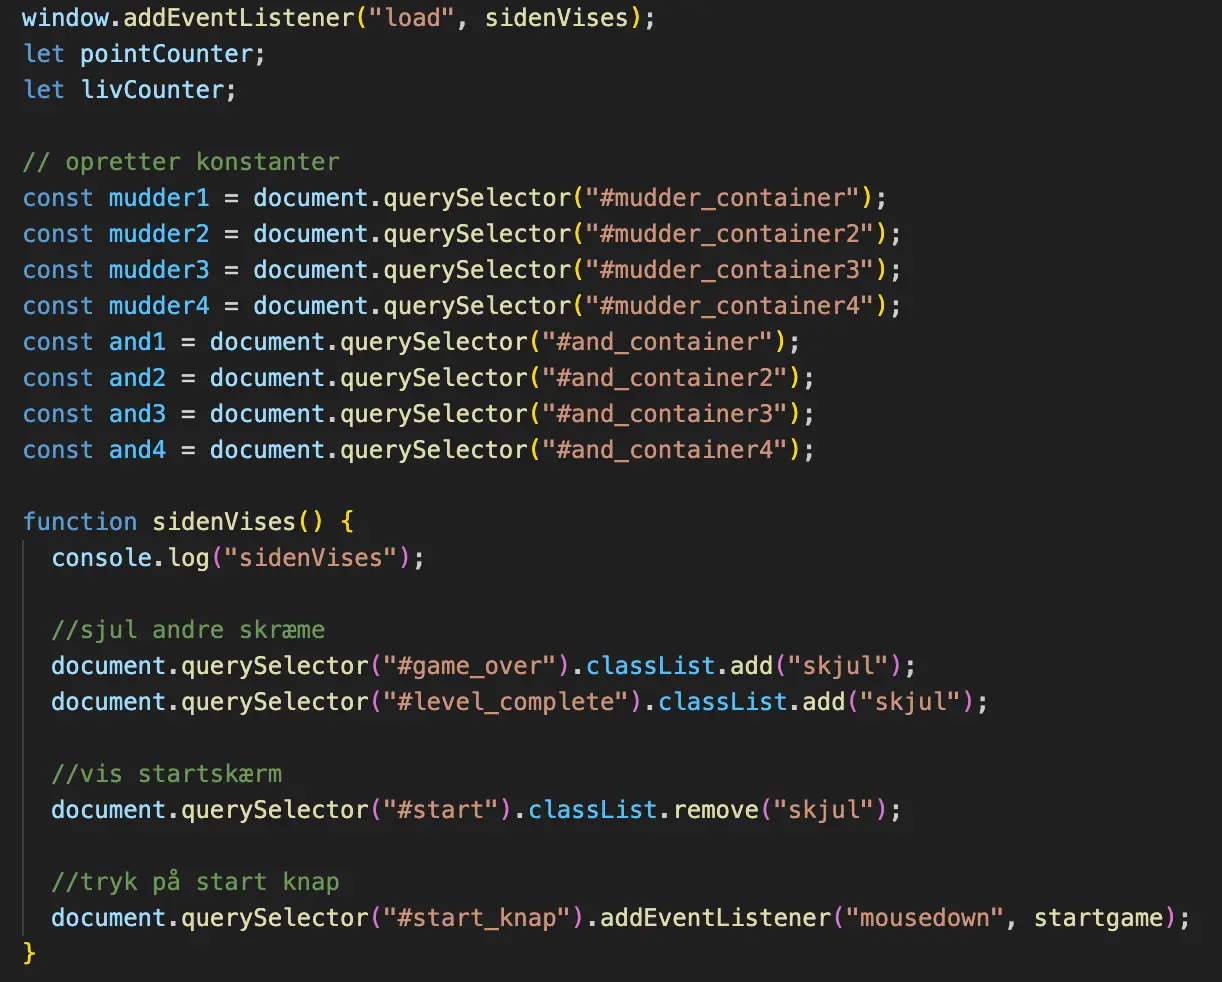 window.addEventListener("load", sidenVises);
let pointCounter;
let livCounter;

// opretter konstanter
const mudder1 = document.querySelector("#mudder_container");
const mudder2 = document.querySelector("#mudder_container2");
const mudder3 = document.querySelector("#mudder_container3");
const mudder4 = document.querySelector("#mudder_container4");
const and1 = document.querySelector("#and_container");
const and2 = document.querySelector("#and_container2");
const and3 = document.querySelector("#and_container3");
const and4 = document.querySelector("#and_container4");

function sidenVises() {
  console.log("sidenVises");

  //sjul andre skræme
  document.querySelector("#game_over").classList.add("skjul");
  document.querySelector("#level_complete").classList.add("skjul");

  //vis startskærm
  document.querySelector("#start").classList.remove("skjul");

  //tryk på start knap
  document.querySelector("#start_knap").addEventListener("mousedown", startgame);
}